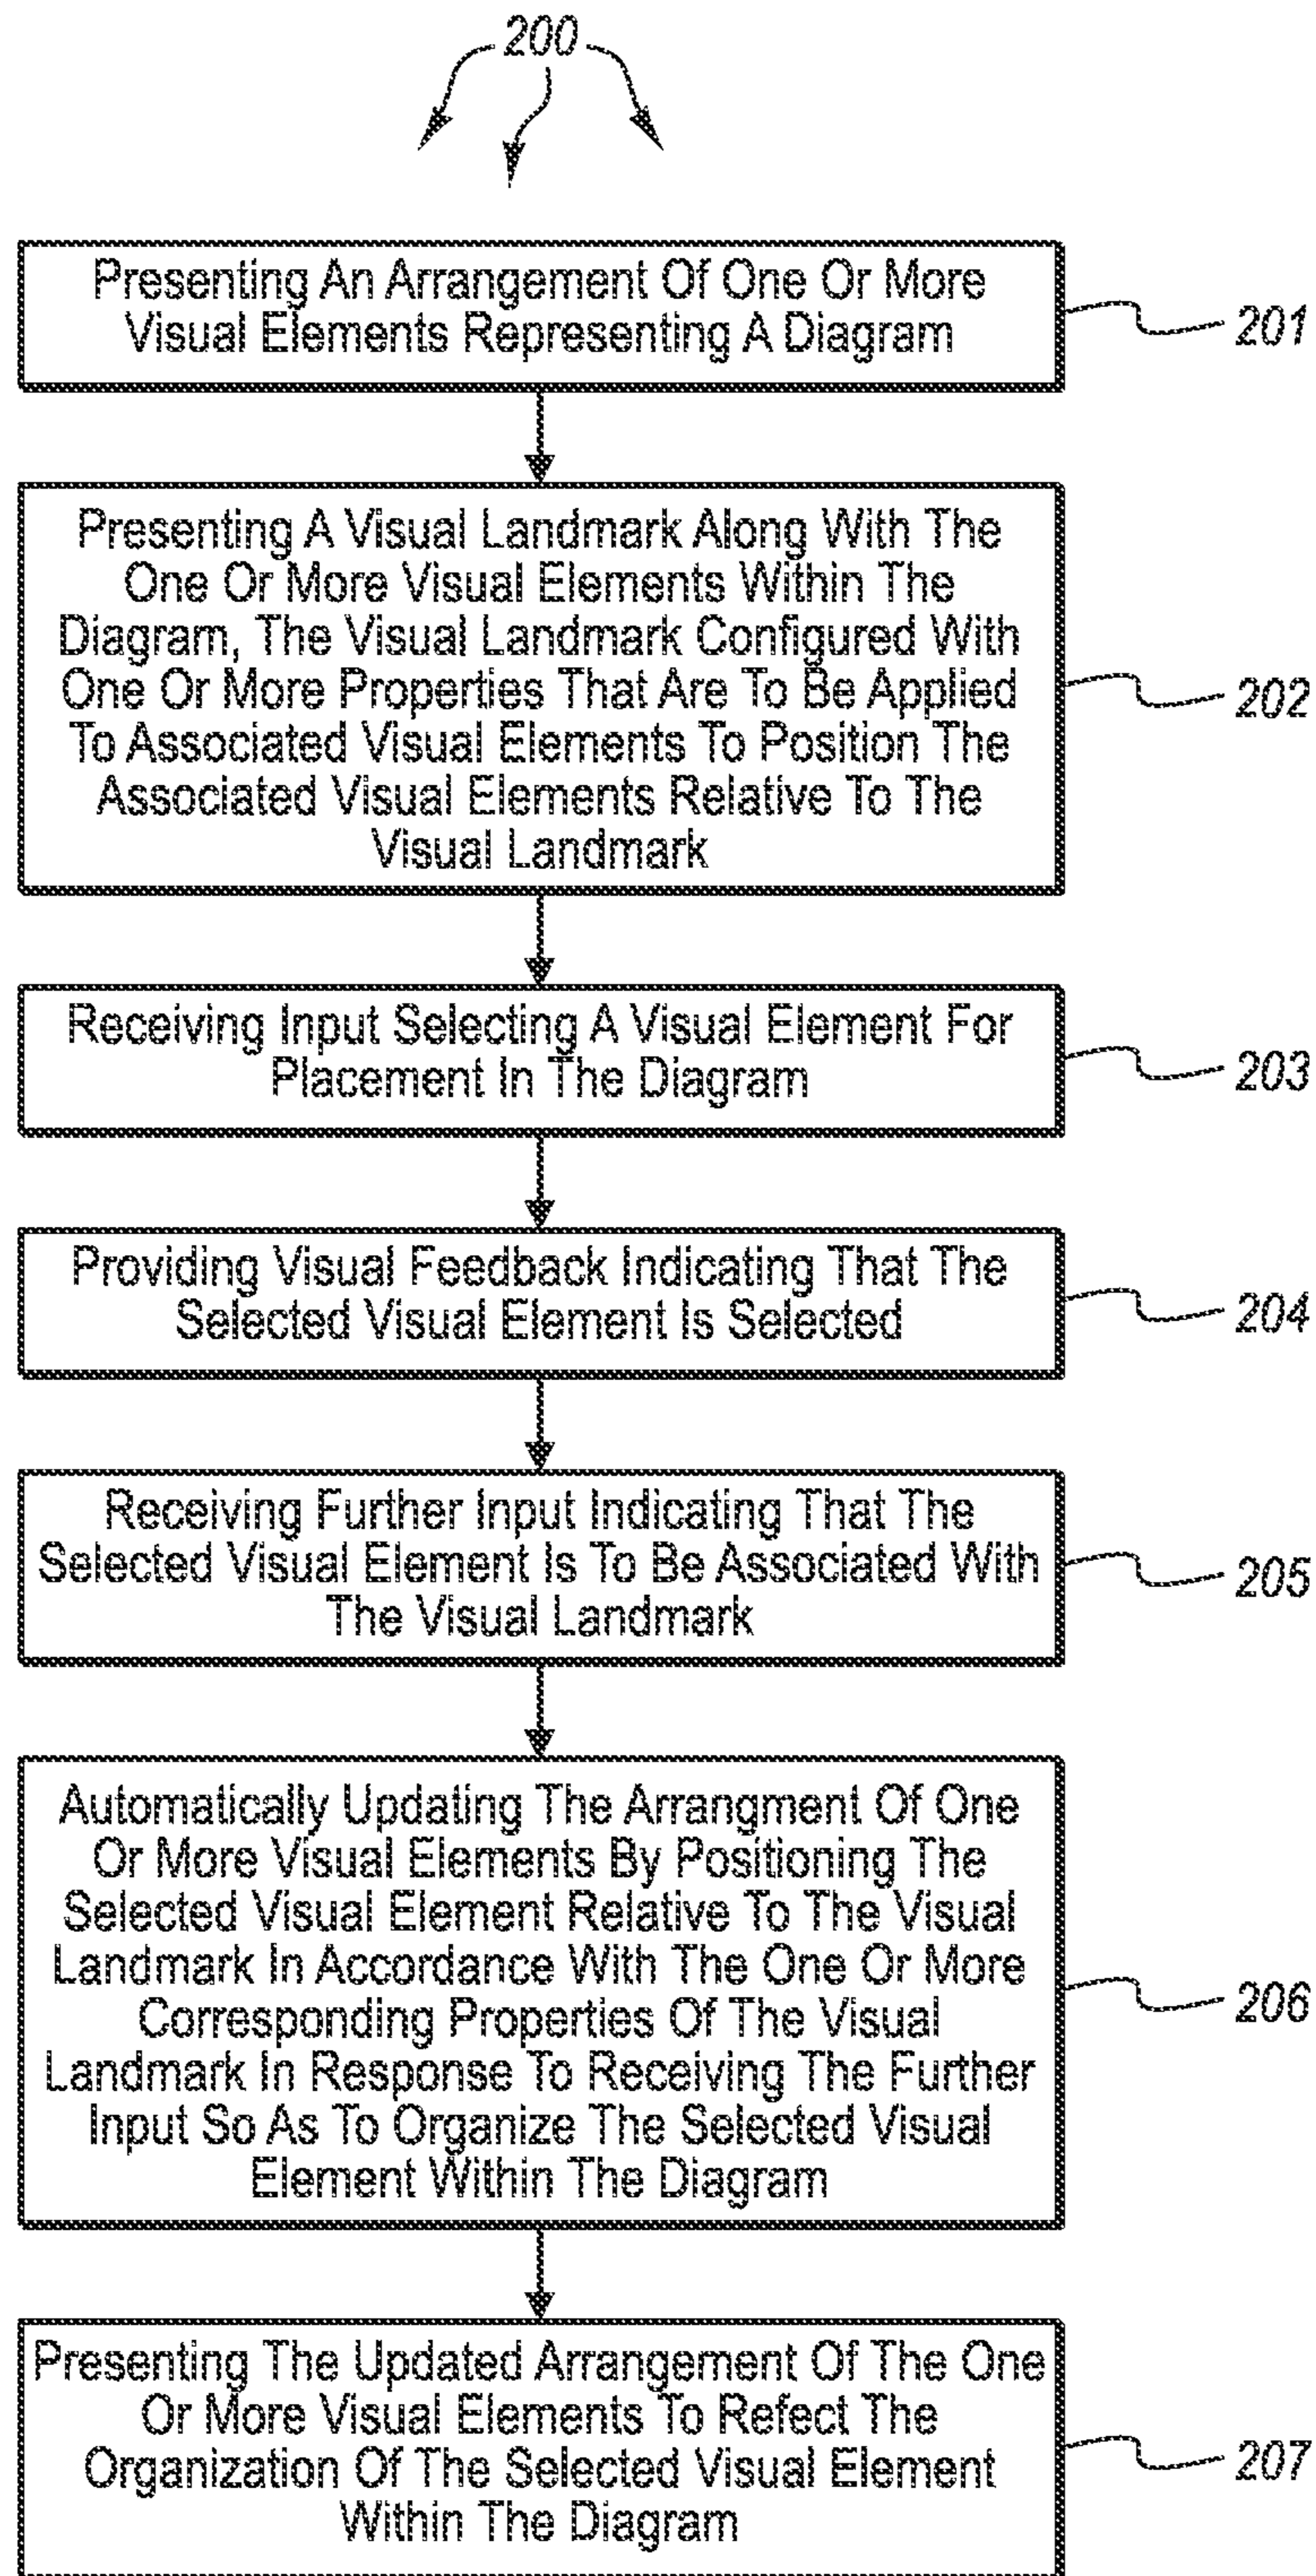 200
Presenting An Arrangement Of One Or More
Visual Elements Representing A Diagram
201
Presenting A Visual Landmark Along With The
One Or More Visual Elements Within The
Diagram, The Visual Landmark Configured With
One Or More Properties That Are To Be Applied
To Associated Visual Elements To Position The
Associated Visual Elements Relative To The
Visual Landmark
202
Receiving Input Selecting A Visual Element For
Placement In The Diagram
203
Providing Visual Feedback Indicating That The
Selected Visual Element Is Selected
204
Receiving Further Input Indicating That The
Selected Visual Element Is To Be Associated With
The Visual Landmark
205
Automatically Updating The Arrangment Of One
Or More Visual Elements By Positioning The
Selected Visual Element Relative To The Visual
Landmark In Accordance With The One Or More
Corresponding Properties Of The Visual
Landmark In Response To Receiving The Further
Input So As To Organize The Selected Visual
Element Within The Diagram
206
Presenting The Updated Arrangement Of The One
Or More Visual Elements To Refect The
Organization Of The Selected Visual Element
Within The Diagram
207